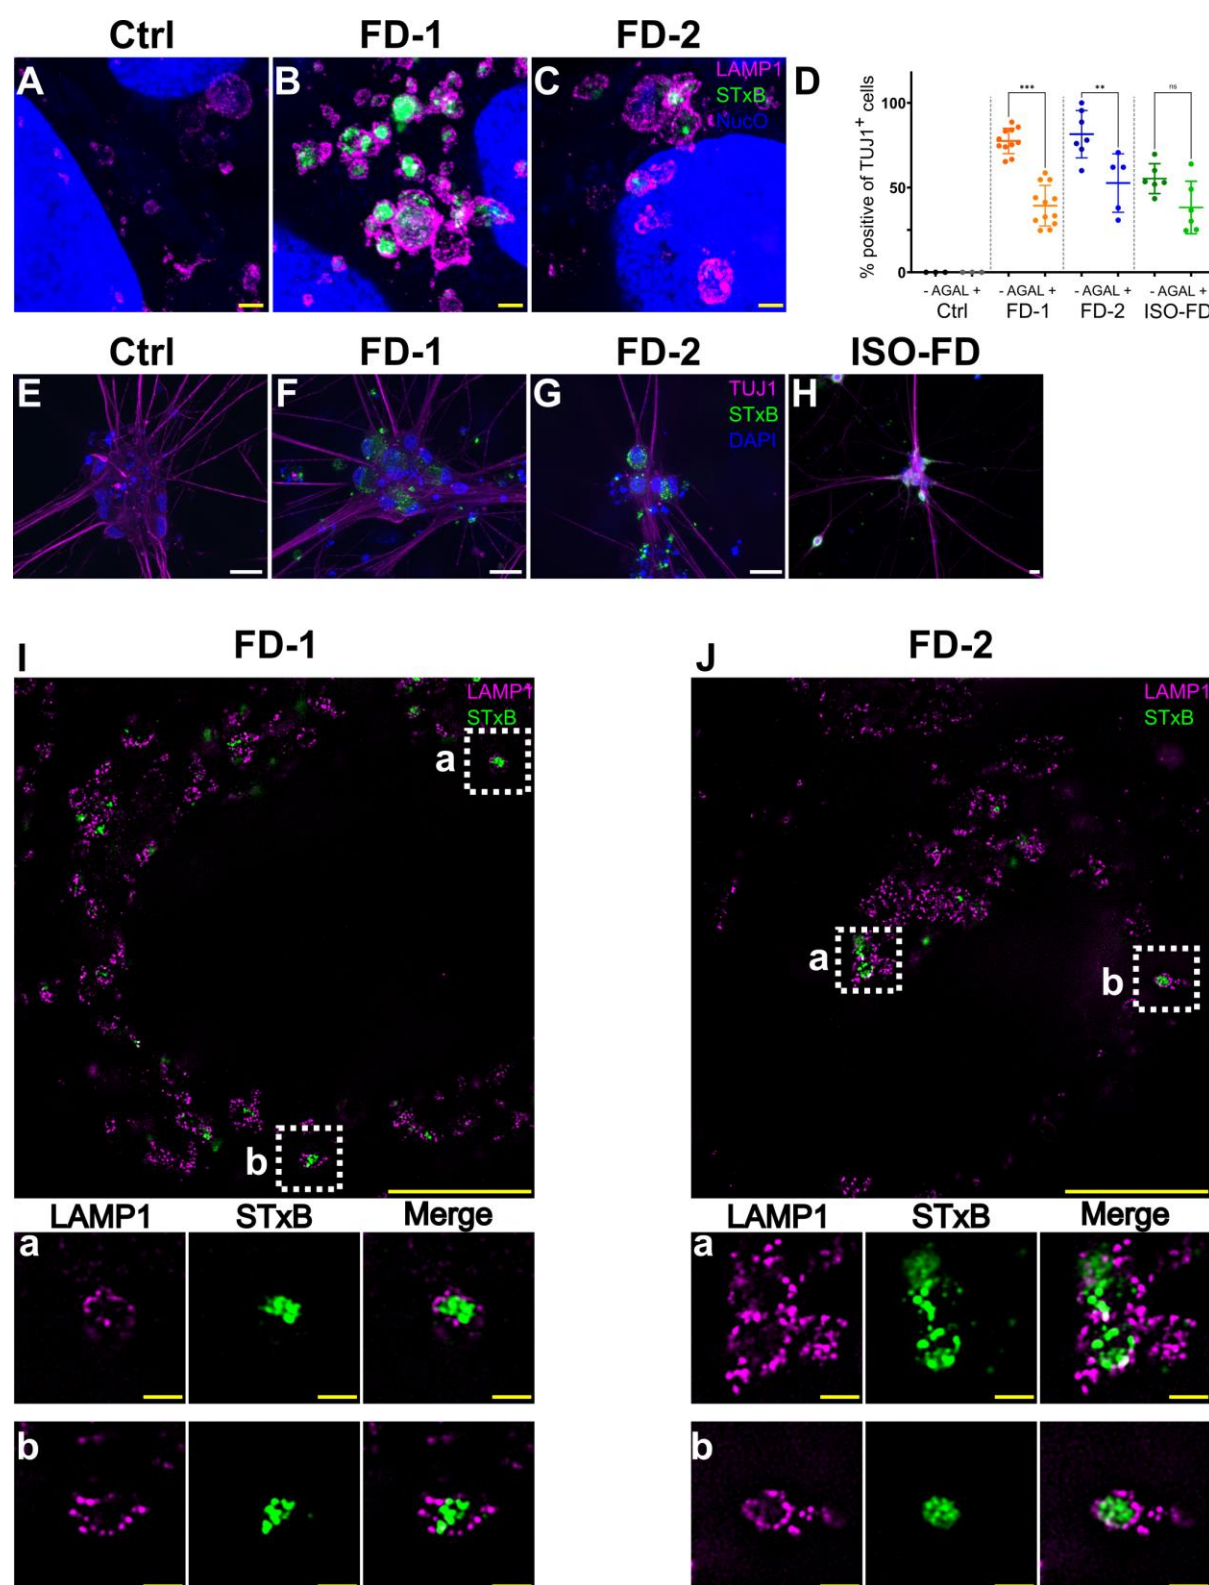 Ctrl FD-1 FD-2
A B C D
LAMP1
STxB
NucO
% positive of TUJ1+ cells
100
50
0
*** ** ns
- AGAL + - AGAL + - AGAL + - AGAL +
Ctrl FD-1 FD-2 ISO-FD
Ctrl FD-1 FD-2 ISO-FD
E F G H
TUJ1
STxB
DAPI
FD-1
I
LAMP1
STxB
a
b
LAMP1 STxB Merge
a
b
FD-2
J
LAMP1
STxB
a
b
LAMP1 STxB Merge
a
b